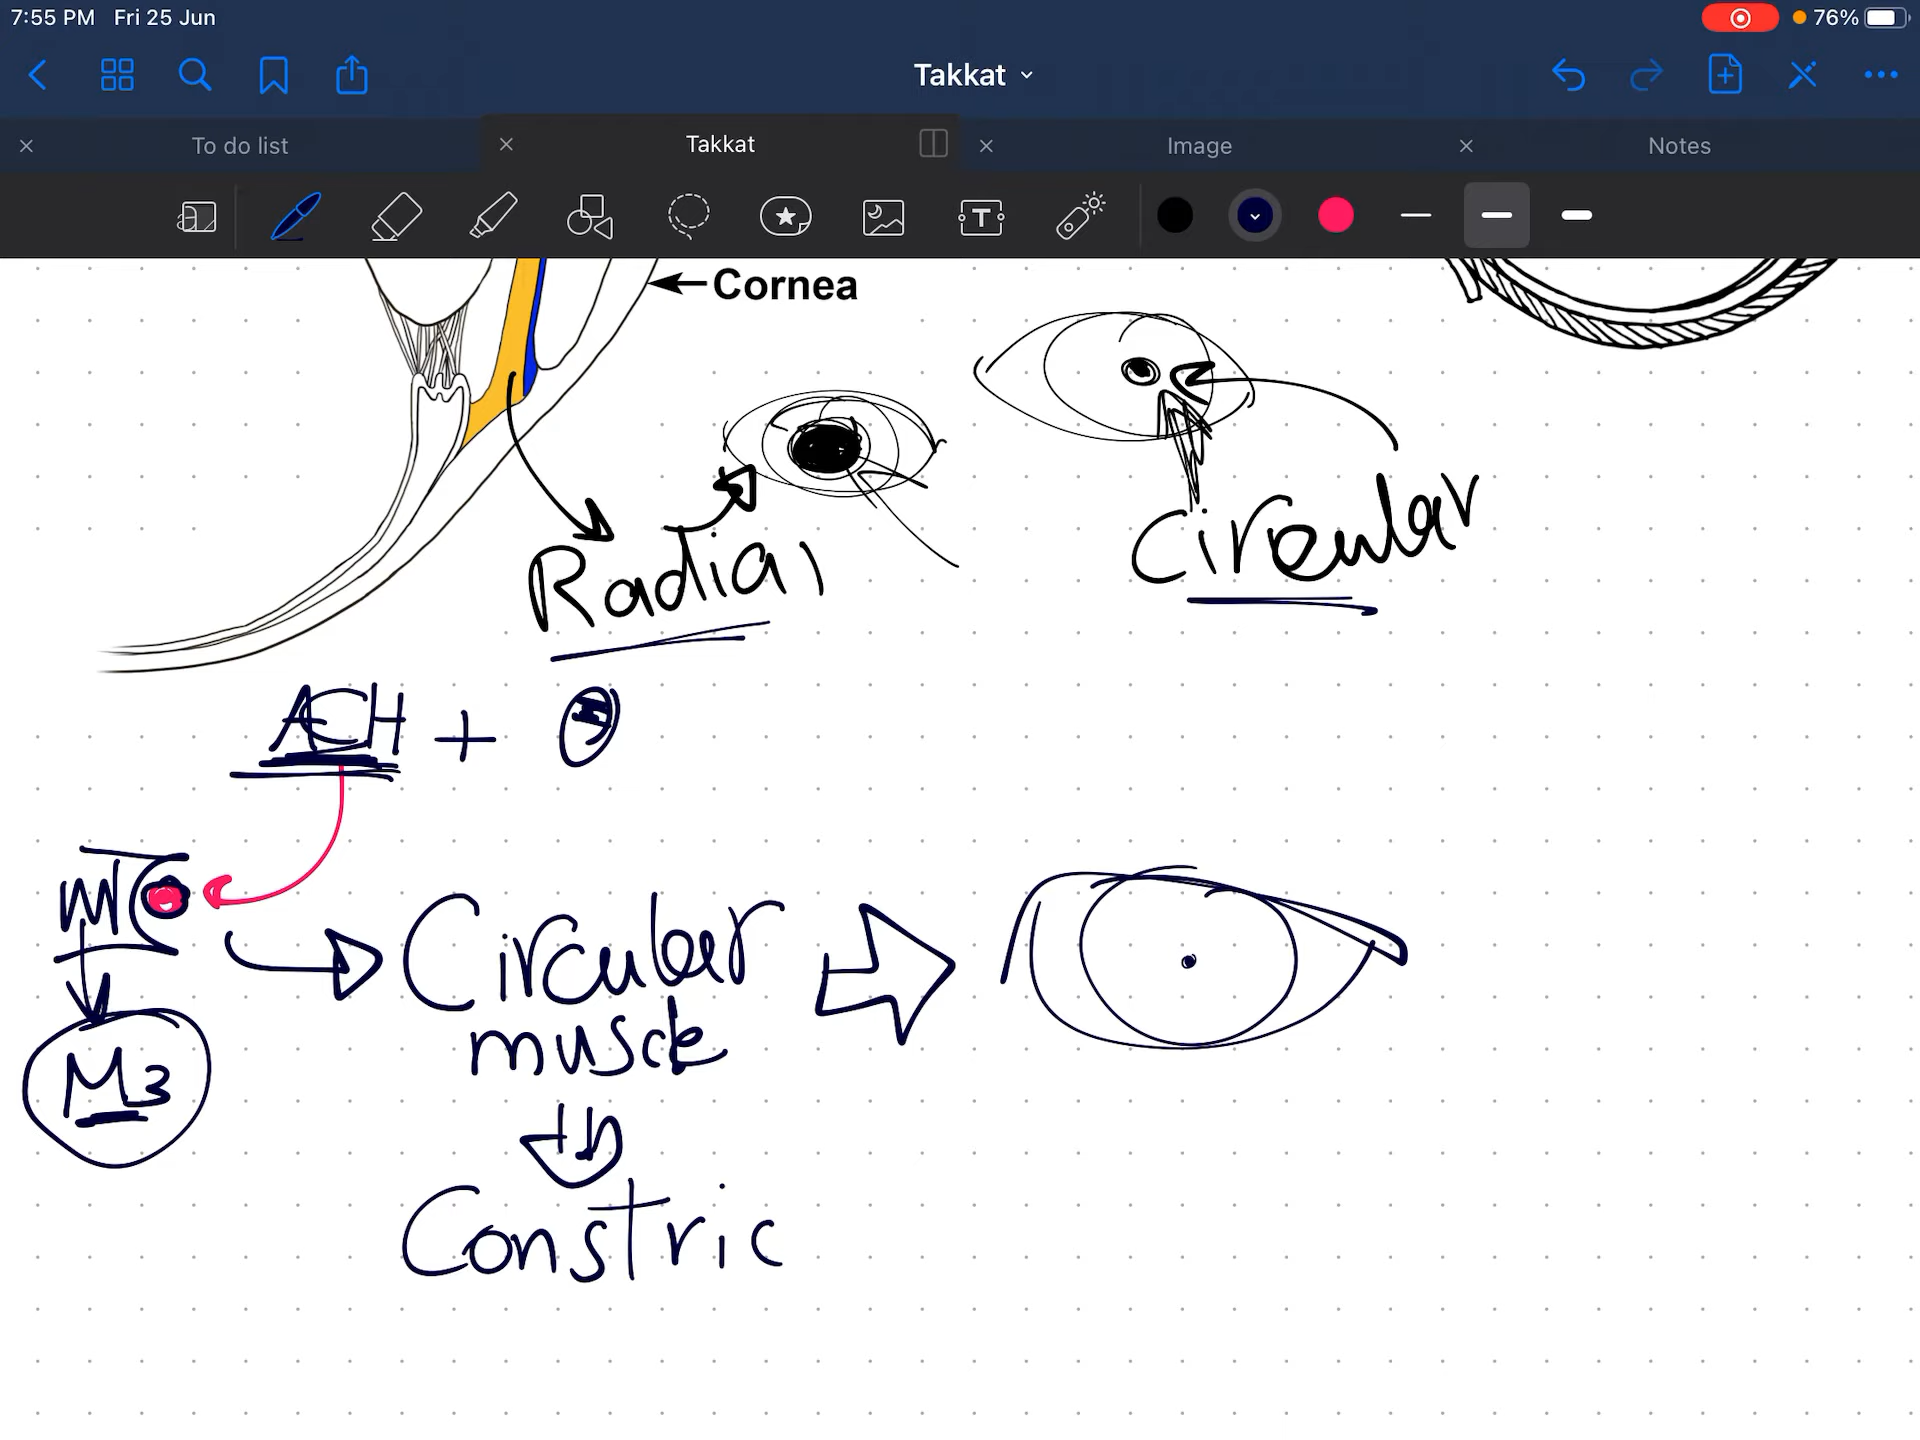 7:55 PM Fri 25 Jun
76%
Takkat
To do list
Takkat
Image
Notes
T
Cornea
Radial
Circular
ACH +
M3
Circular
muscle
Constric